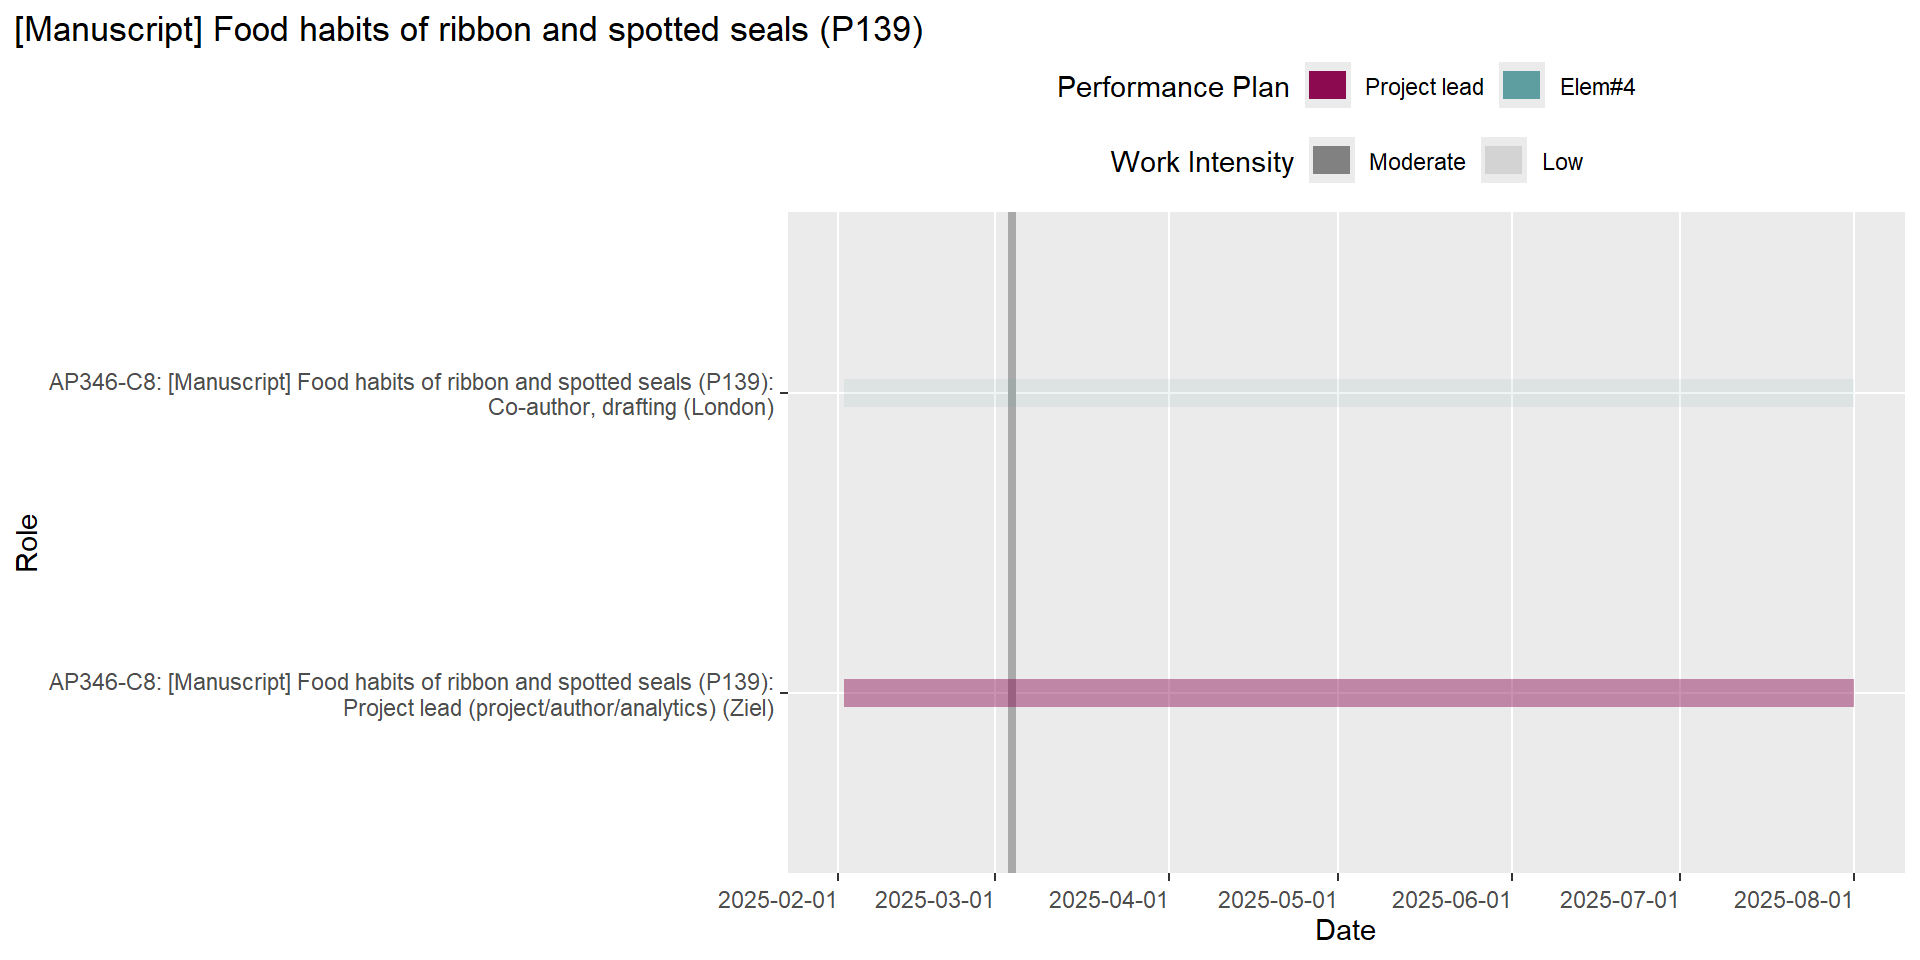 [Manuscript] Food habits of ribbon and spotted seals (P139)
Performance Plan Project lead Elem#4
Work Intensity Moderate Low
AP346-C8: [Manuscript] Food habits of ribbon and spotted seals (P139):
Co-author, drafting (London)
Role
AP346-C8: [Manuscript] Food habits of ribbon and spotted seals (P139):
Project lead (project/author/analytics) (Ziel)
2025-02-01 2025-03-01 2025-04-01 2025-05-01 2025-06-01 2025-07-01 2025-08-01
Date